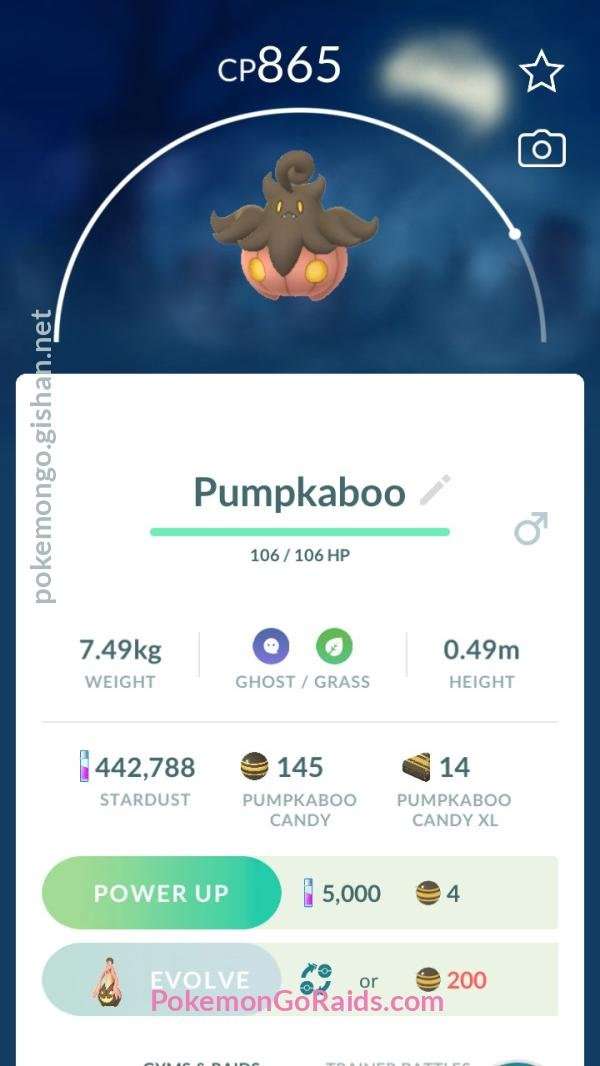 CP865
pokemongo.gishan.net
Pumpkaboo
106 / 106 HP
7.49kg
WEIGHT
GHOST / GRASS
0.49m
HEIGHT
442,788
STARDUST
145
PUMPKABOO
CANDY
14
PUMPKABOO
CANDY XL
POWER UP 5,000 4
EVOLVE or 200
PokemonGoRaids.com
GYMS & RAIDS TRAINER BATTLES